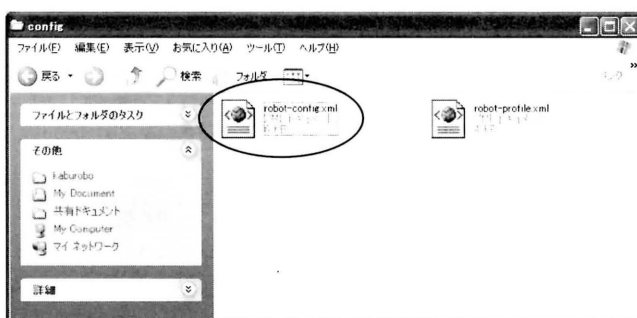 config
ファイル(F) 編集(E) 表示(V) お気に入り(A) ツール(T) ヘルプ(H)
戻る 検索 フォルダ »
ファイルとフォルダのタスク
robot-config.xml
robot-profile.xml
その他
kaburobo
My Document
共有ドキュメント
My Computer
マイ ネットワーク
詳細